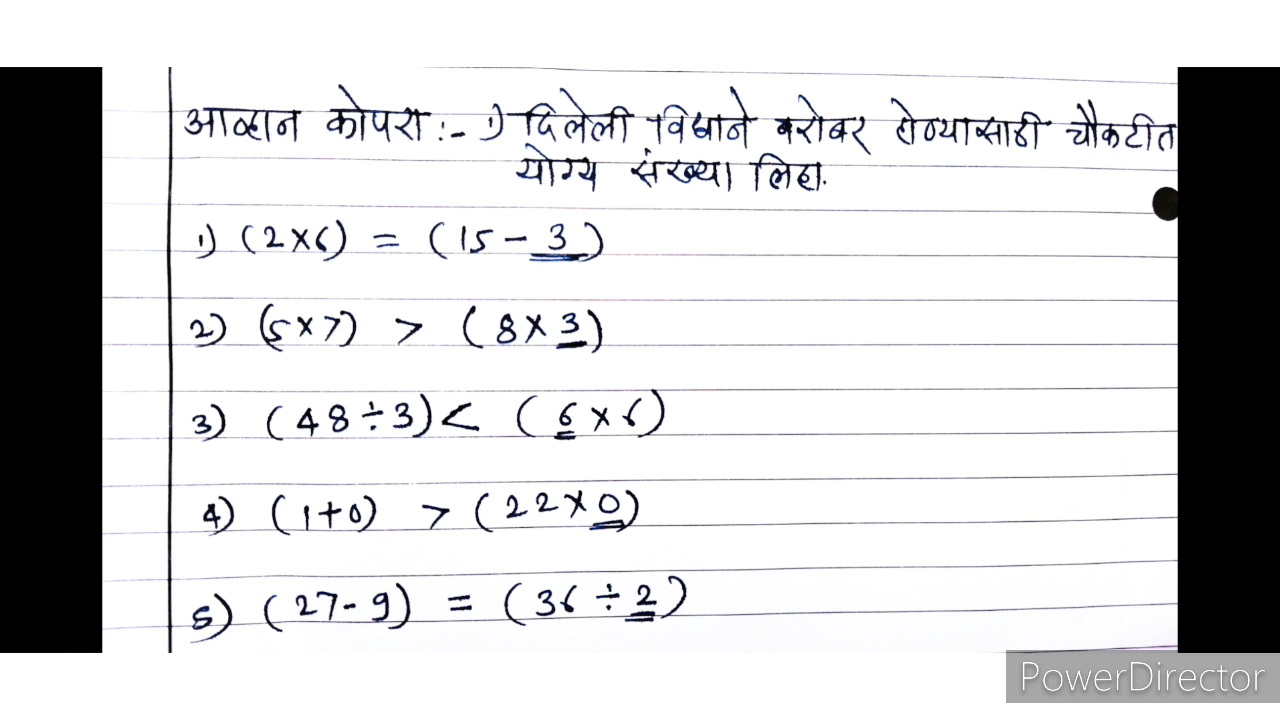 आव्हान कोपरा :- 1) दिलेली विधाने बरोबर होण्यासाठी चौकटीत
योग्य संख्या लिहा.
1) (2×6) = (15 - 3)
2) (5×7) > (8×3)
3) (48÷3) < (6×6)
4) (1+0) > (22×0)
5) (27-9) = (36÷2)
PowerDirector